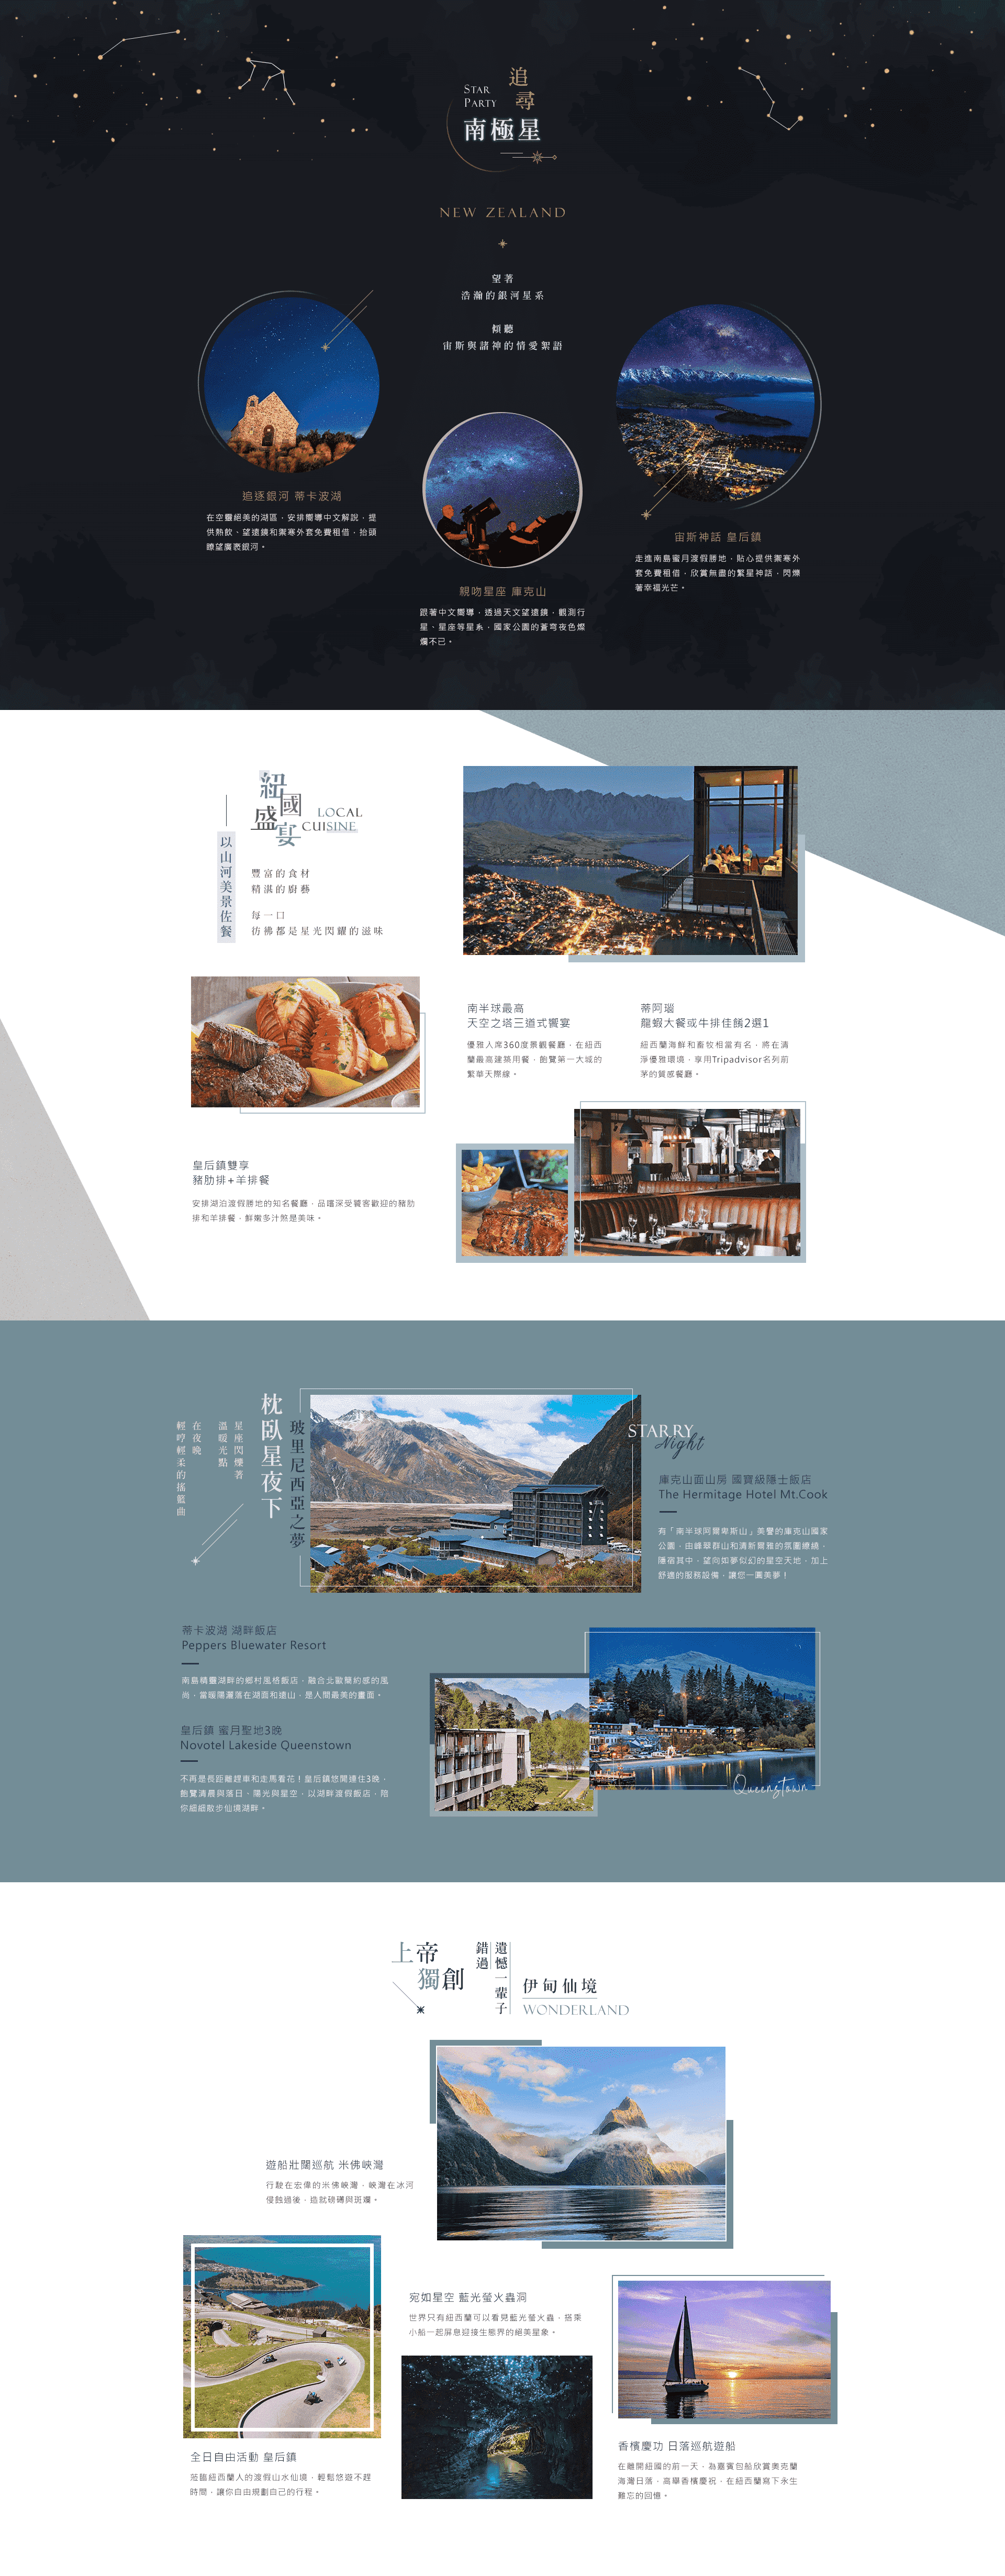 STAR
PARTY
追尋
南極星
NEW ZEALAND
望著
浩瀚的銀河星系
傾聽
宙斯與諸神的情愛絮語
追逐銀河 蒂卡波湖
在空靈絕美的湖區，安排嚮導中文解說，提
供熱飲、望遠鏡和禦寒外套免費租借，抬頭
瞭望廣袤銀河。
親吻星座 庫克山
跟著中文嚮導，透過天文望遠鏡，觀測行
星、星座等星系，國家公園的蒼穹夜色燦
爛不已。
宙斯神話 皇后鎮
走進南島蜜月渡假勝地，貼心提供禦寒外
套免費租借，欣賞無盡的繁星神話，閃爍
著幸福光芒。
紐國
盛宴
LOCAL
CUISINE
以山河美景佐餐
豐富的食材
精湛的廚藝
每一口
彷彿都是星光閃耀的滋味
南半球最高
天空之塔三道式饗宴
優雅入席360度景觀餐廳，在紐西
蘭最高建築用餐，飽覽第一大城的
繁華天際線。
蒂阿瑙
龍蝦大餐或牛排佳餚2選1
紐西蘭海鮮和畜牧相當有名，將在清
淨優雅環境，享用Tripadvisor名列前
茅的質感餐廳。
皇后鎮雙享
豬肋排+羊排餐
安排湖泊渡假勝地的知名餐廳，品嚐深受饕客歡迎的豬肋
排和羊排餐，鮮嫩多汁煞是美味。
枕臥星夜下
玻里尼西亞之夢
星座閃爍著
溫暖光點
在夜晚
輕哼輕柔的搖籃曲
STARRY
Night
庫克山面山房 國寶級隱士飯店
The Hermitage Hotel Mt.Cook
有「南半球阿爾卑斯山」美譽的庫克山國家
公園，由峰翠群山和清新爾雅的氛圍繚繞，
隱宿其中，望向如夢似幻的星空天地，加上
舒適的服務設備，讓您一圓美夢！
蒂卡波湖 湖畔飯店
Peppers Bluewater Resort
南島精靈湖畔的鄉村風格飯店，融合北歐簡約感的風
尚，當暖陽灑落在湖面和遠山，是人間最美的畫面。
皇后鎮 蜜月聖地3晚
Novotel Lakeside Queenstown
不再是長距離趕車和走馬看花！皇后鎮悠閒連住3晚，
飽覽清晨與落日、陽光與星空，以湖畔渡假飯店，陪
你細細散步仙境湖畔。
Queenstown
上帝
獨創
遺憾一輩子
錯過
伊甸仙境
WONDERLAND
遊船壯闊巡航 米佛峽灣
行駛在宏偉的米佛峽灣，峽灣在冰河
侵蝕過後，造就磅礡與斑斕。
宛如星空 藍光螢火蟲洞
世界只有紐西蘭可以看見藍光螢火蟲，搭乘
小船一起屏息迎接生態界的絕美星象。
全日自由活動 皇后鎮
蒞臨紐西蘭人的渡假山水仙境，輕鬆悠遊不趕
時間，讓你自由規劃自己的行程。
香檳慶功 日落巡航遊船
在離開紐國的前一天，為嘉賓包船欣賞奧克蘭
海灣日落，高舉香檳慶祝，在紐西蘭寫下永生
難忘的回憶。